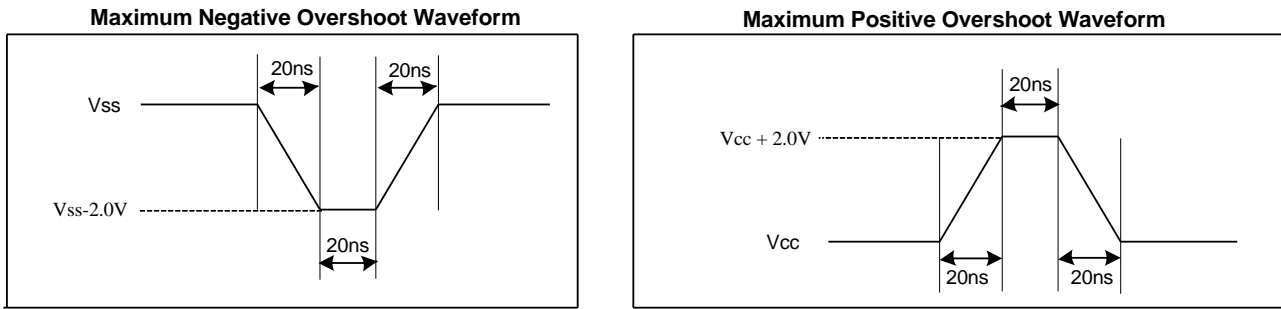 Maximum Negative Overshoot Waveform
20ns 20ns
Vss
Vss-2.0V
20ns
Maximum Positive Overshoot Waveform
20ns
Vcc + 2.0V
Vcc
20ns 20ns